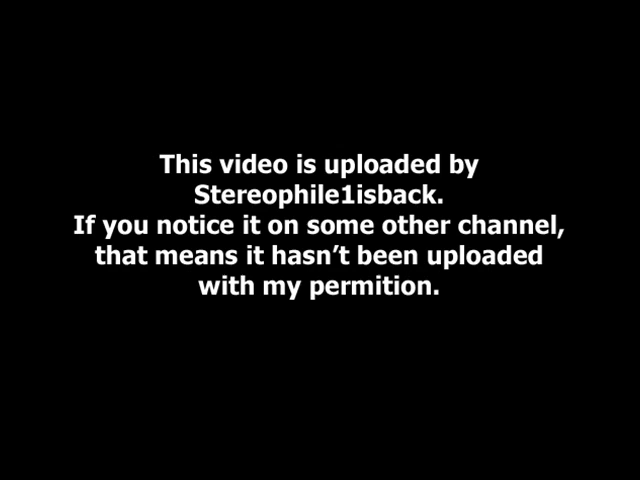 This video is uploaded by
Stereophile1isback.
If you notice it on some other channel,
that means it hasn’t been uploaded
with my permition.